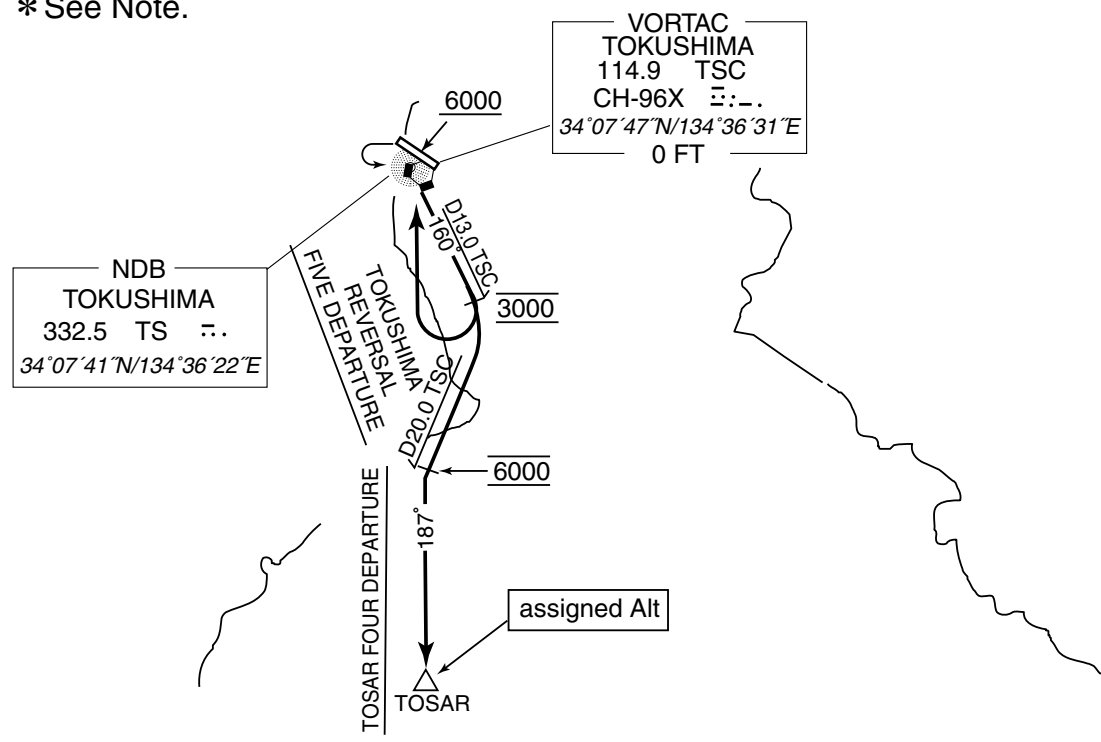 * See Note.
VORTAC
TOKUSHIMA
114.9 TSC
CH-96X
34°07′47″N/134°36′31″E
0 FT
6000
NDB
TOKUSHIMA
332.5 TS
34°07′41″N/134°36′22″E
D13.0 TSC
160°
3000
TOKUSHIMA
REVERSAL
FIVE DEPARTURE
D20.0 TSC
6000
187°
TOSAR FOUR DEPARTURE
assigned Alt
TOSAR